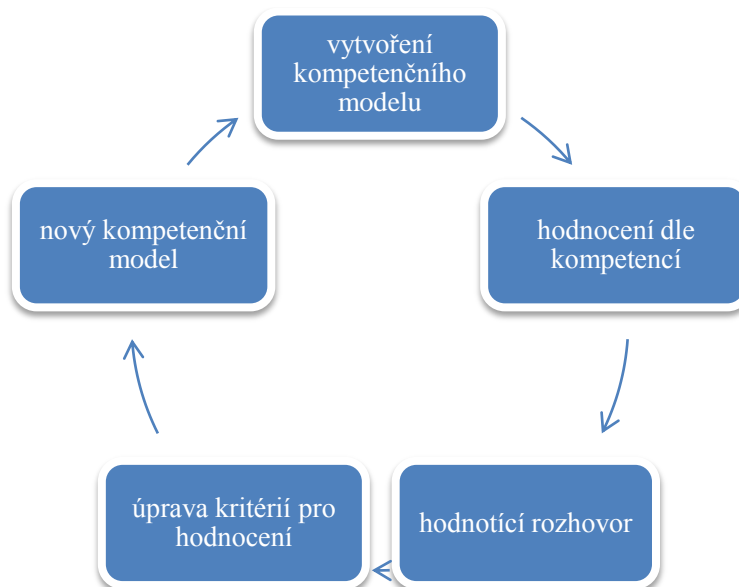 vytvoření
kompetenčního
modelu
hodnocení dle
kompetencí
hodnotící rozhovor
úprava kritérií pro
hodnocení
nový kompetenční
model